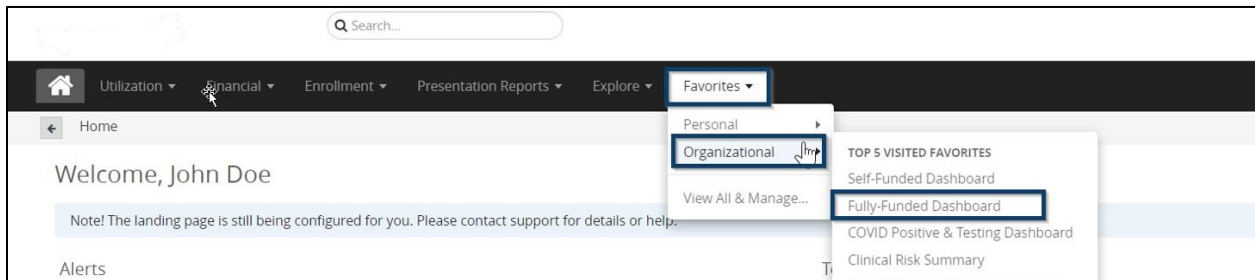 Search...
Utilization Financial Enrollment Presentation Reports Explore Favorites
Home
Personal
Organizational
View All & Manage...
TOP 5 VISITED FAVORITES
Self-Funded Dashboard
Fully-Funded Dashboard
COVID Positive & Testing Dashboard
Clinical Risk Summary
Welcome, John Doe
Note! The landing page is still being configured for you. Please contact support for details or help.
Alerts